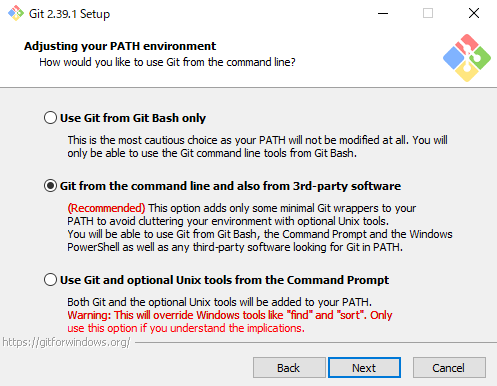 Git 2.39.1 Setup
Adjusting your PATH environment
How would you like to use Git from the command line?
Use Git from Git Bash only
This is the most cautious choice as your PATH will not be modified at all. You will
only be able to use the Git command line tools from Git Bash.
Git from the command line and also from 3rd-party software
(Recommended) This option adds only some minimal Git wrappers to your
PATH to avoid cluttering your environment with optional Unix tools.
You will be able to use Git from Git Bash, the Command Prompt and the Windows
PowerShell as well as any third-party software looking for Git in PATH.
Use Git and optional Unix tools from the Command Prompt
Both Git and the optional Unix tools will be added to your PATH.
Warning: This will override Windows tools like "find" and "sort". Only
use this option if you understand the implications.
https://gitforwindows.org/
Back Next Cancel